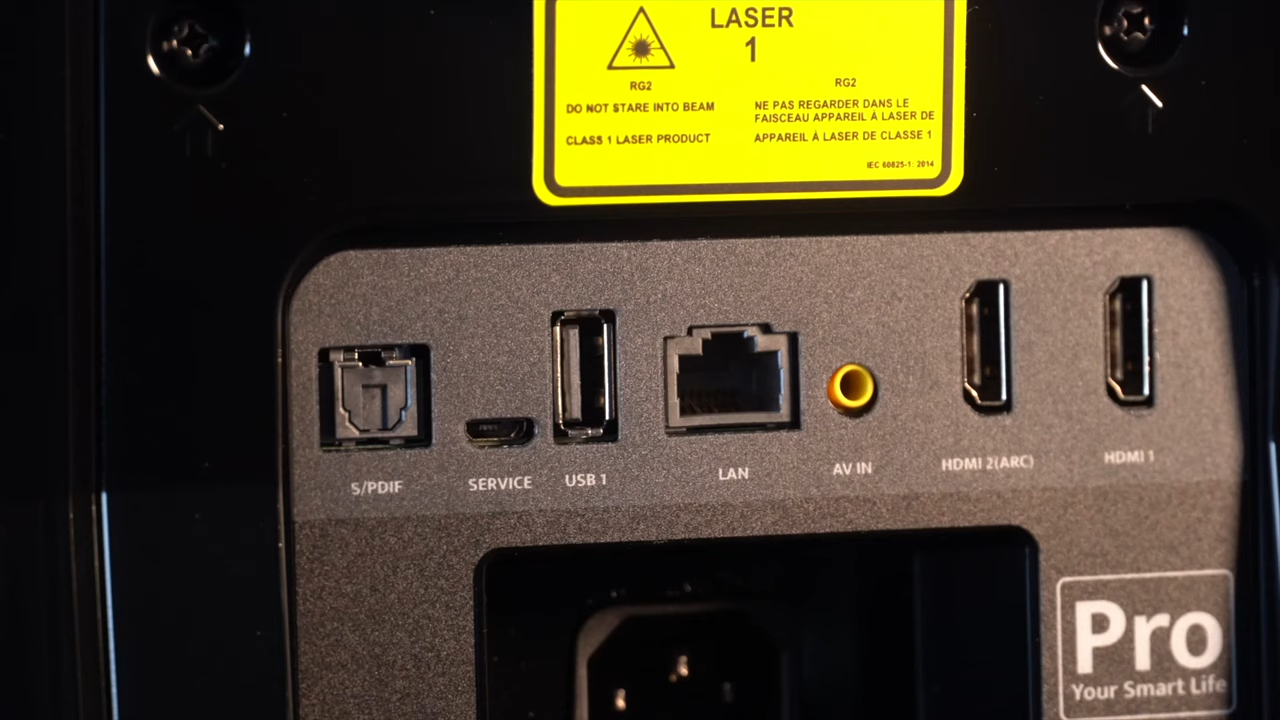 LASER
1
RG2
RG2
DO NOT STARE INTO BEAM
CLASS 1 LASER PRODUCT
NE PAS REGARDER DANS LE
FAISCEAU APPAREIL À LASER DE
APPAREIL À LASER DE CLASSE 1
IEC 60825-1: 2014
S/PDIF
SERVICE
USB 1
LAN
AV IN
HDMI 2(ARC)
HDMI 1
Pro
Your Smart Life